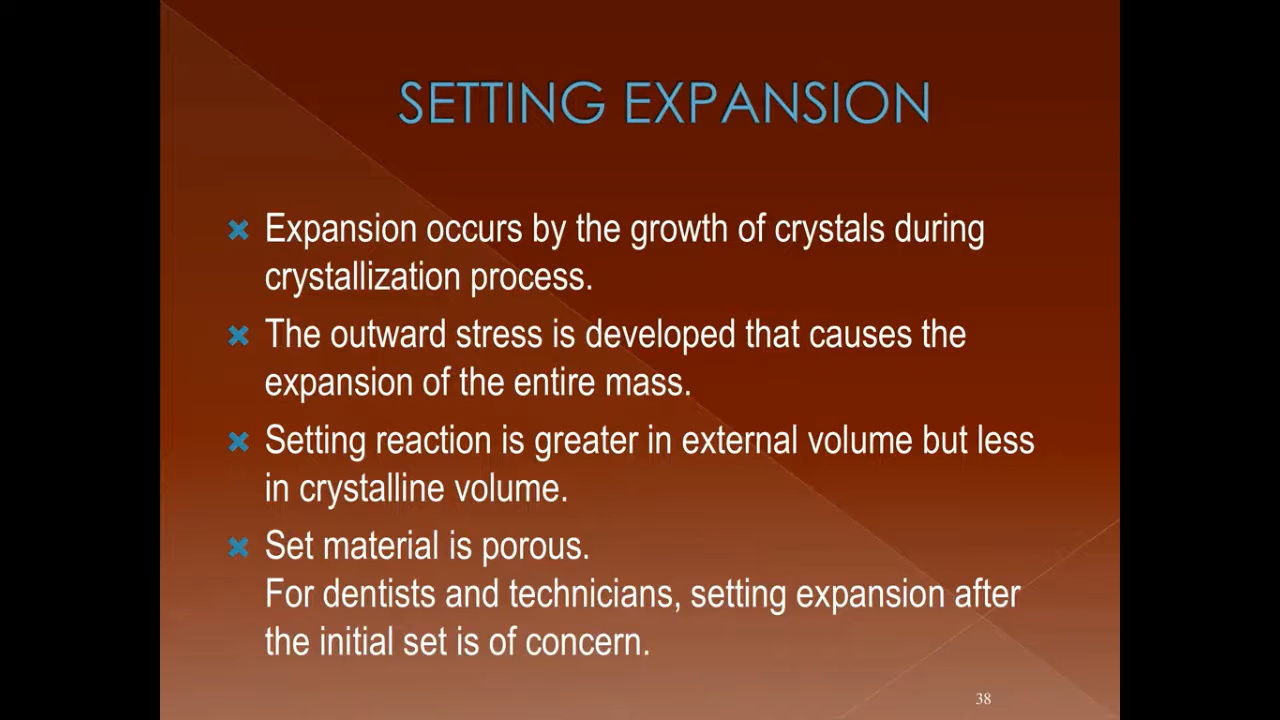 SETTING EXPANSION
Expansion occurs by the growth of crystals during
crystallization process.
The outward stress is developed that causes the
expansion of the entire mass.
Setting reaction is greater in external volume but less
in crystalline volume.
Set material is porous.
For dentists and technicians, setting expansion after
the initial set is of concern.
38